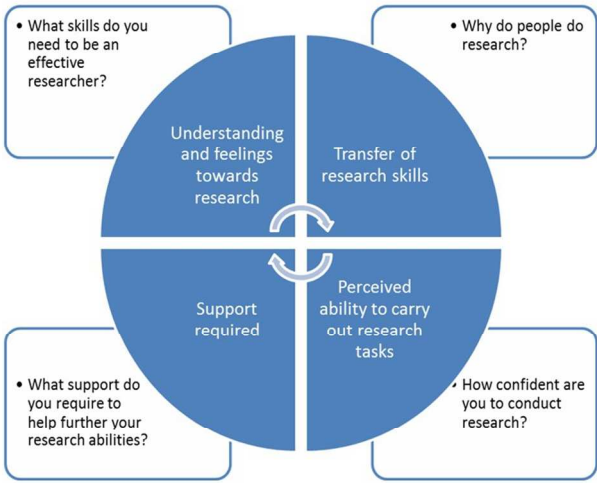 • What skills do you
need to be an
effective
researcher?
• Why do people do
research?
Understanding
and feelings
towards
research
Transfer of
research skills
Support
required
Perceived
ability to carry
out research
tasks
• What support do
you require to
help further your
research abilities?
• How confident are
you to conduct
research?